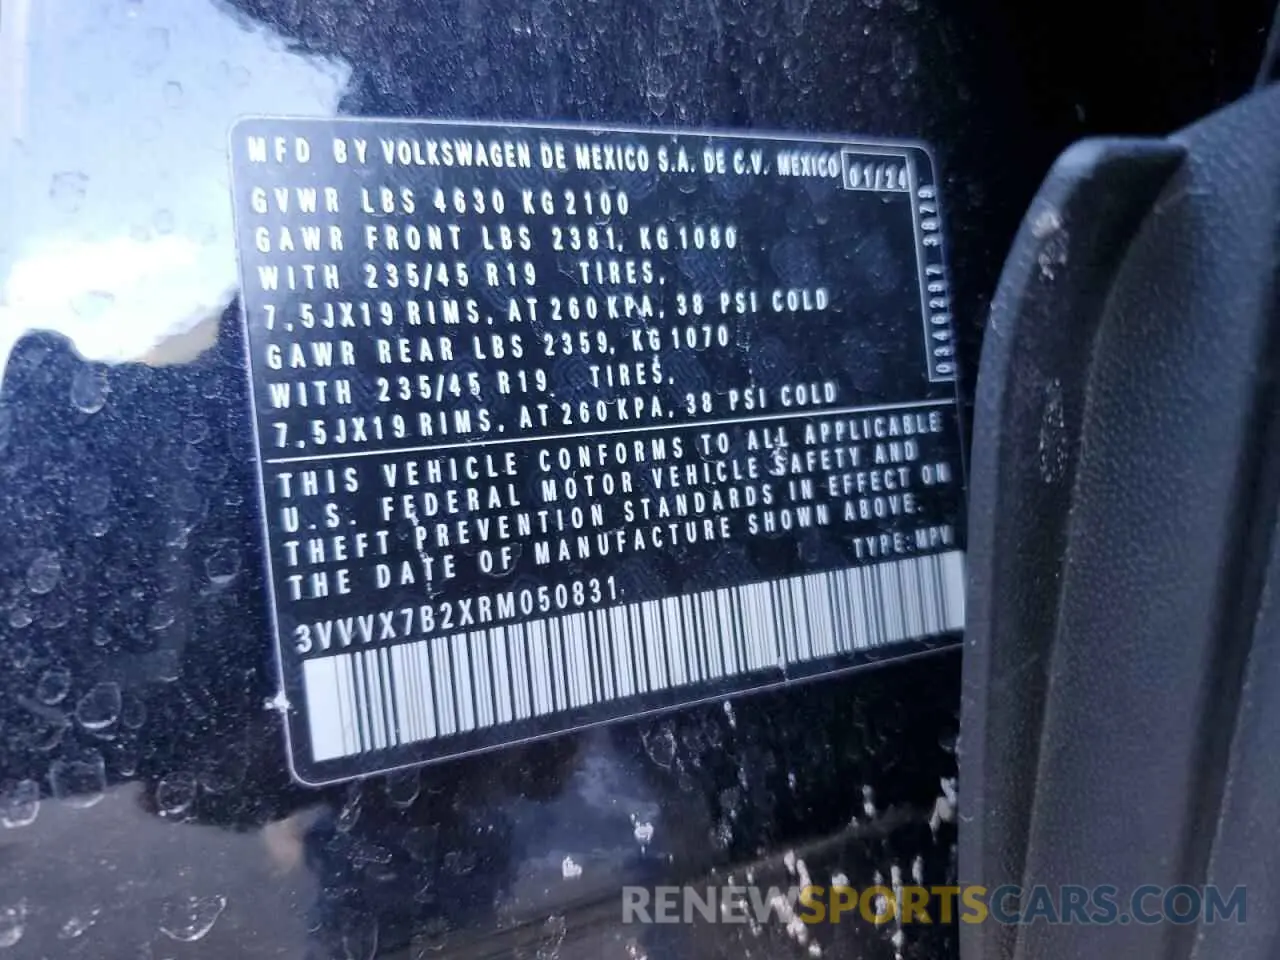 MFD BY VOLKSWAGEN DE MEXICO S.A. DE C.V. MEXICO 01/24
GVWR LBS 4630 KG 2100
GAWR FRONT LBS 2381, KG 1080
WITH 235/45 R19 TIRES,
7,5JX19 RIMS, AT 260 KPA, 38 PSI COLD
GAWR REAR LBS 2359, KG 1070
WITH 235/45 R19 TIRES,
7,5JX19 RIMS, AT 260 KPA, 38 PSI COLD
0346297 3879
THIS VEHICLE CONFORMS TO ALL APPLICABLE
U.S. FEDERAL MOTOR VEHICLE SAFETY AND
THEFT PREVENTION STANDARDS IN EFFECT ON
THE DATE OF MANUFACTURE SHOWN ABOVE.
TYPE: MPV
3VVVX7B2XRM050831
RENEWSPORTSCARS.COM